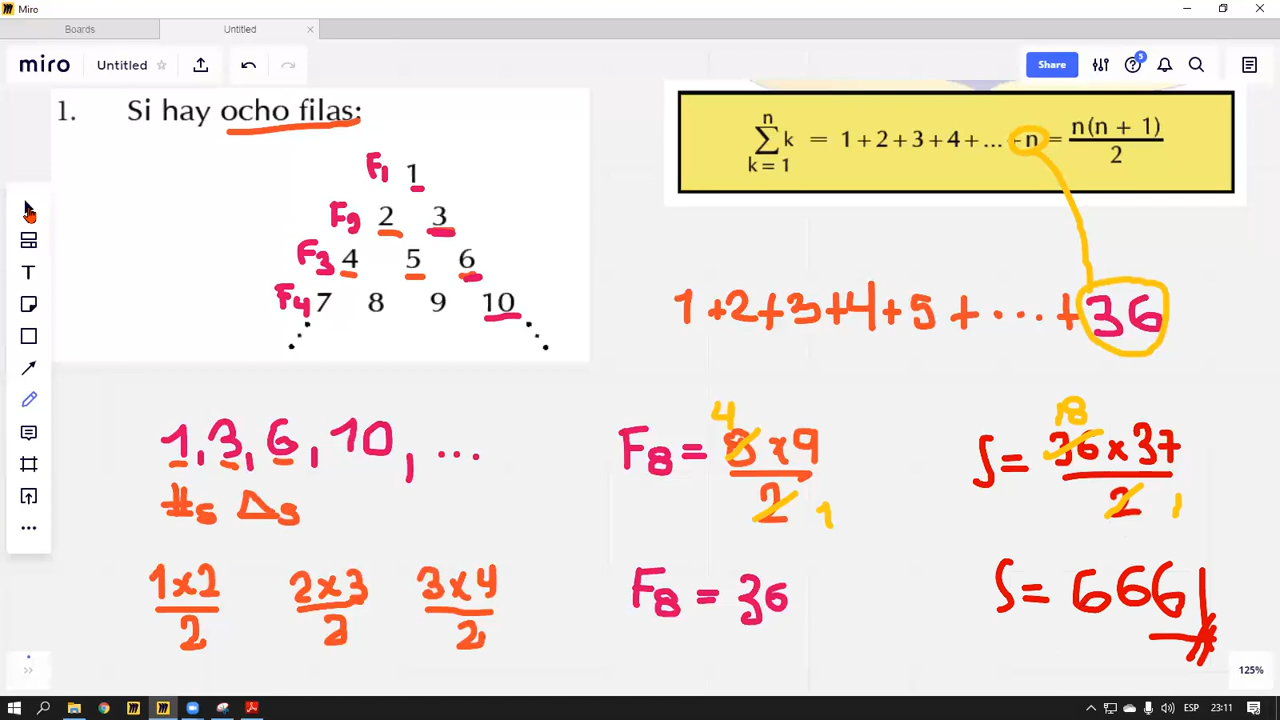 Miro
Boards
Untitled
miro Untitled Share 5
1. Si hay ocho filas:
F1 1
F2 2 3
F3 4 5 6
F4 7 8 9 10
n
∑ k = 1+2+3+4+... +n = n(n + 1)/2
k = 1
1+2+3+4+5+...+36
1, 3, 6, 10, ...
#s Δs
1x2/2 2x3/2 3x4/2
4
F8 = 8x9/2 1
F8 = 36
18
S = 36x37/2 1
S = 666
125%
ESP 23:11